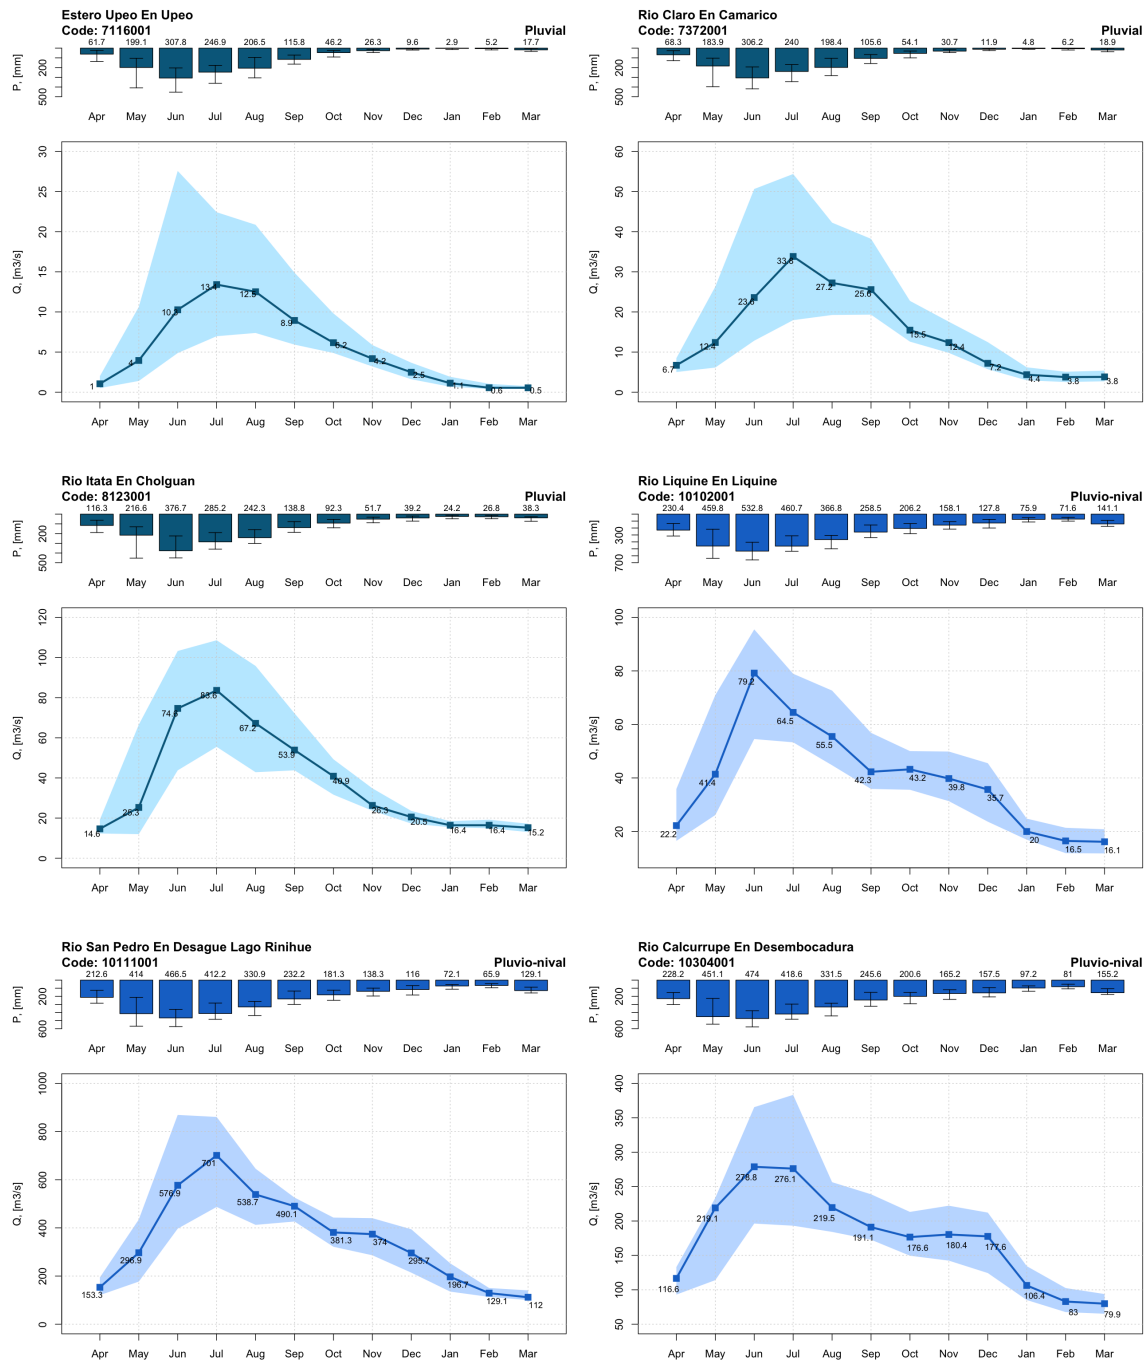 Estero Upeo En Upeo
Code: 7116001
Pluvial
61.7 199.1 307.8 246.9 206.5 115.8 46.2 26.3 9.6 2.9 5.2 17.7
P, [mm]
200
500
Apr May Jun Jul Aug Sep Oct Nov Dec Jan Feb Mar
Q, [m3/s]
30
25
20
15
10
5
0
1 4 13.4 8.9 6.2 4.2 2.5 1.1 0.6 0.5
Apr May Jun Jul Aug Sep Oct Nov Dec Jan Feb Mar
Rio Claro En Camarico
Code: 7372001
Pluvial
68.3 183.9 306.2 240 198.4 105.6 54.1 30.7 11.9 4.8 6.2 18.9
P, [mm]
200
500
Apr May Jun Jul Aug Sep Oct Nov Dec Jan Feb Mar
Q, [m3/s]
60
50
40
30
20
10
0
6.7 12.4 27.2 25.6 15.5 12.4 7.2 4.4 3.8 3.8
Apr May Jun Jul Aug Sep Oct Nov Dec Jan Feb Mar
Rio Itata En Cholguan
Code: 8123001
Pluvial
116.3 216.6 376.7 285.2 242.3 138.8 92.3 51.7 39.2 24.2 26.8 38.3
P, [mm]
200
500
Apr May Jun Jul Aug Sep Oct Nov Dec Jan Feb Mar
Q, [m3/s]
120
100
80
60
40
20
0
14.6 25.3 74.6 83.6 67.2 53.9 40.9 26.3 20.5 16.4 16.4 15.2
Apr May Jun Jul Aug Sep Oct Nov Dec Jan Feb Mar
Rio Liquine En Liquine
Code: 10102001
Pluvio-nival
230.4 459.8 532.8 460.7 366.8 258.5 206.2 158.1 127.8 75.9 71.6 141.1
P, [mm]
300
700
Apr May Jun Jul Aug Sep Oct Nov Dec Jan Feb Mar
Q, [m3/s]
100
80
60
40
20
22.2 41.4 79.2 64.5 55.5 42.3 43.2 39.8 35.7 20 16.5 16.1
Apr May Jun Jul Aug Sep Oct Nov Dec Jan Feb Mar
Rio San Pedro En Desague Lago Rinihue
Code: 10111001
Pluvio-nival
212.6 414 466.5 412.2 330.9 232.2 181.3 138.3 116 72.1 65.9 129.1
P, [mm]
200
600
Apr May Jun Jul Aug Sep Oct Nov Dec Jan Feb Mar
Q, [m3/s]
1000
800
600
400
200
0
153.3 296.9 576.9 701 538.7 490.1 381.3 374 295.7 196.7 129.1 112
Apr May Jun Jul Aug Sep Oct Nov Dec Jan Feb Mar
Rio Calcurrupe En Desembocadura
Code: 10304001
Pluvio-nival
228.2 451.1 474 418.6 331.5 245.6 200.6 165.2 157.5 97.2 81 155.2
P, [mm]
200
600
Apr May Jun Jul Aug Sep Oct Nov Dec Jan Feb Mar
Q, [m3/s]
400
350
300
250
200
150
100
50
116.6 219.1 278.8 276.1 219.5 191.1 176.6 180.4 177.6 106.4 83 79.9
Apr May Jun Jul Aug Sep Oct Nov Dec Jan Feb Mar